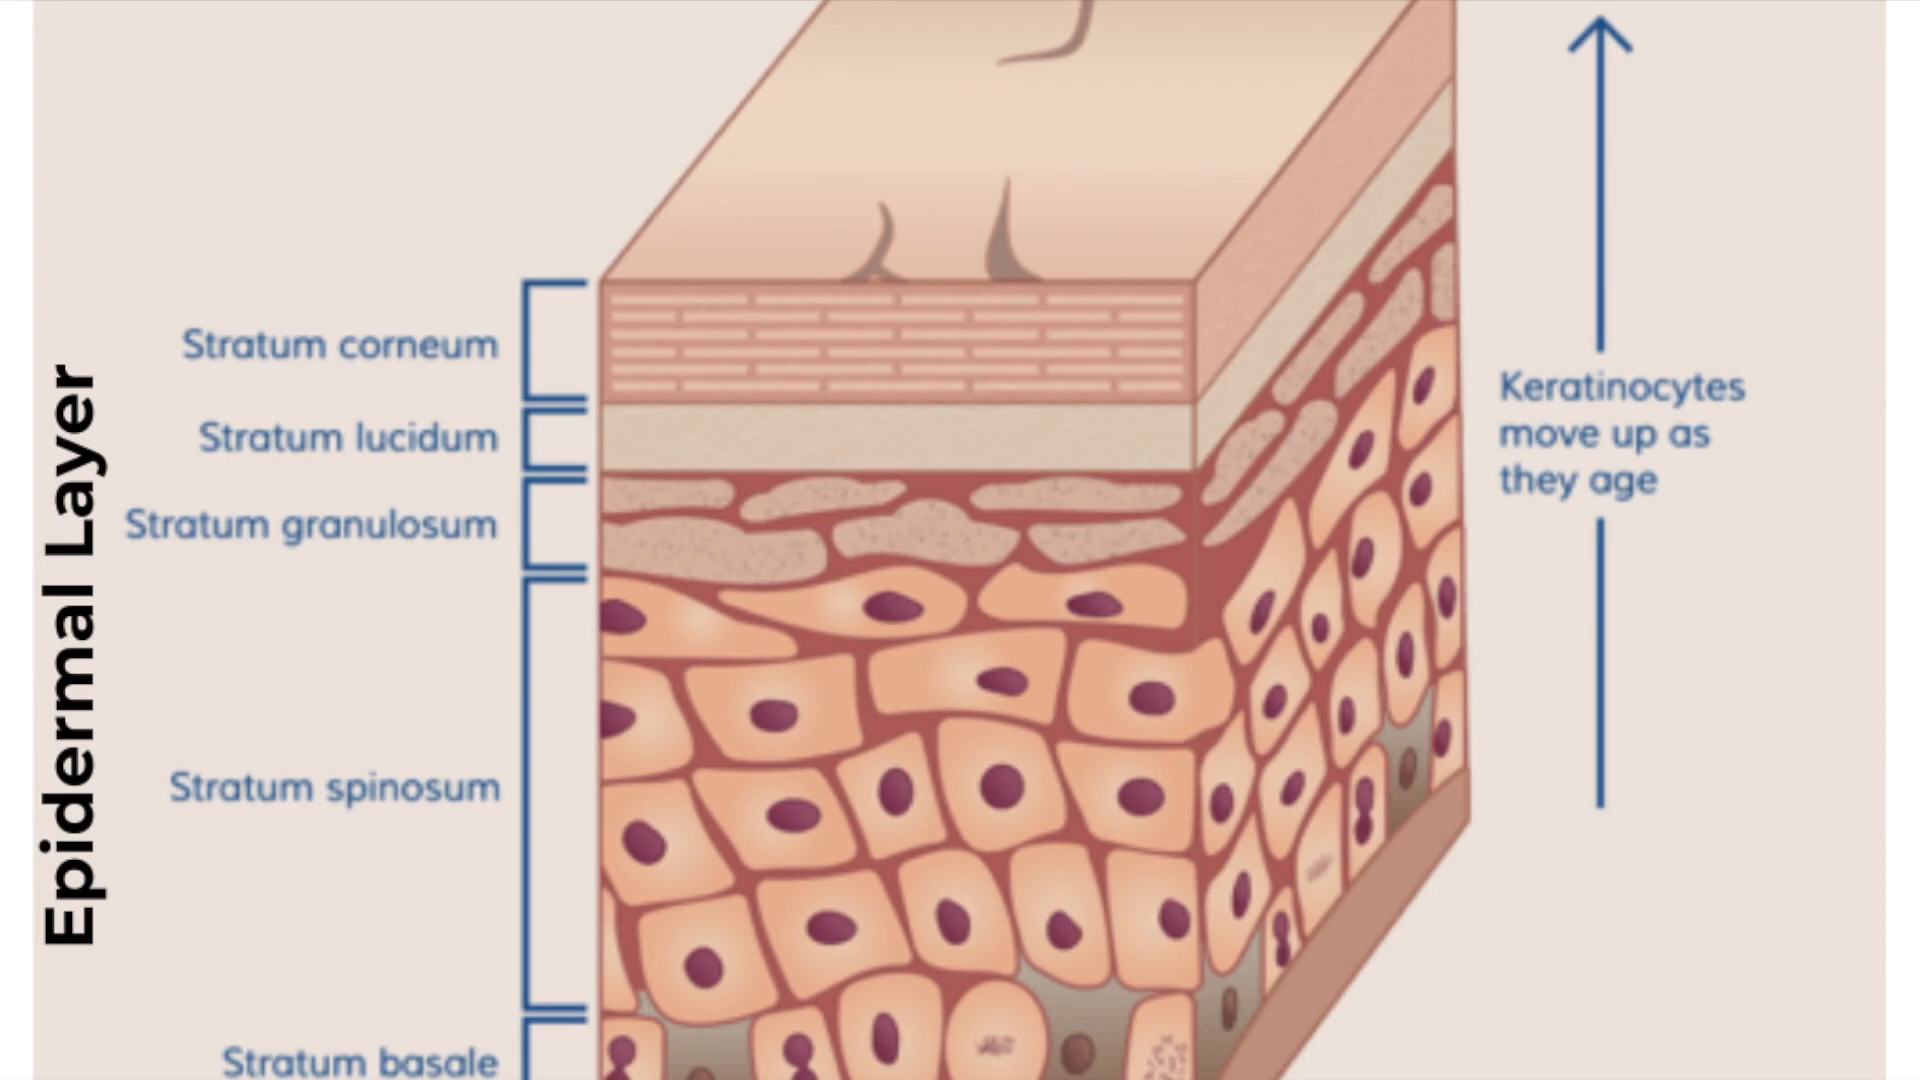 Epidermal Layer
Stratum corneum
Stratum lucidum
Stratum granulosum
Stratum spinosum
Stratum basale
Keratinocytes
move up as
they age